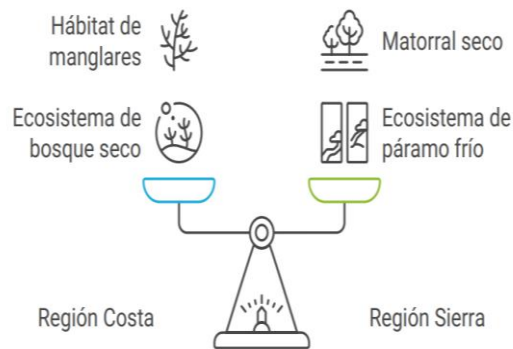 Hábitat de
manglares
Matorral seco
Ecosistema de
bosque seco
Ecosistema de
páramo frío
Región Costa
Región Sierra